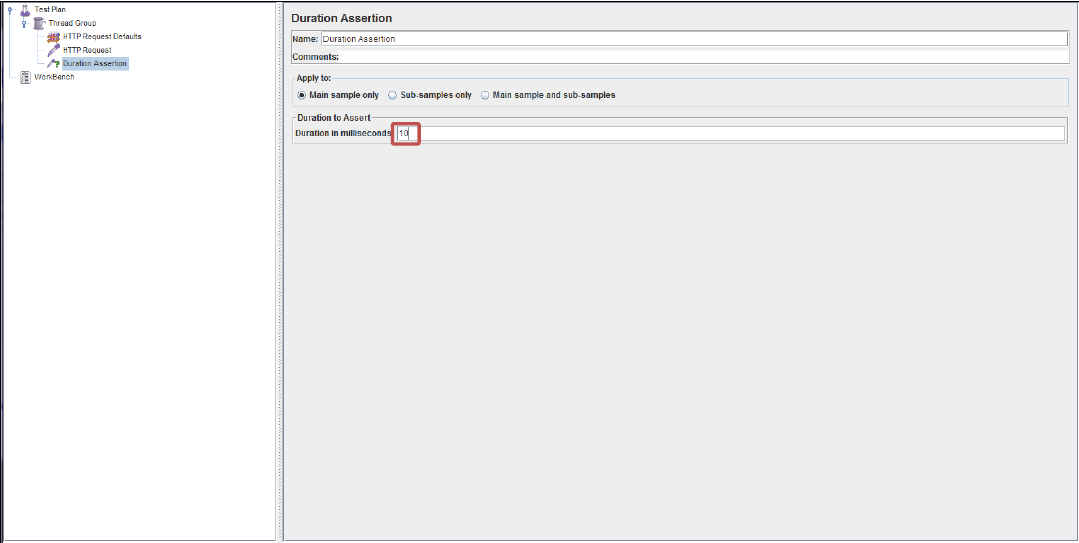 Test Plan
Thread Group
HTTP Request Defaults
HTTP Request
Duration Assertion
WorkBench
Duration Assertion
Name: Duration Assertion
Comments:
Apply to:
Main sample only Sub-samples only Main sample and sub-samples
Duration to Assert
Duration in milliseconds 10